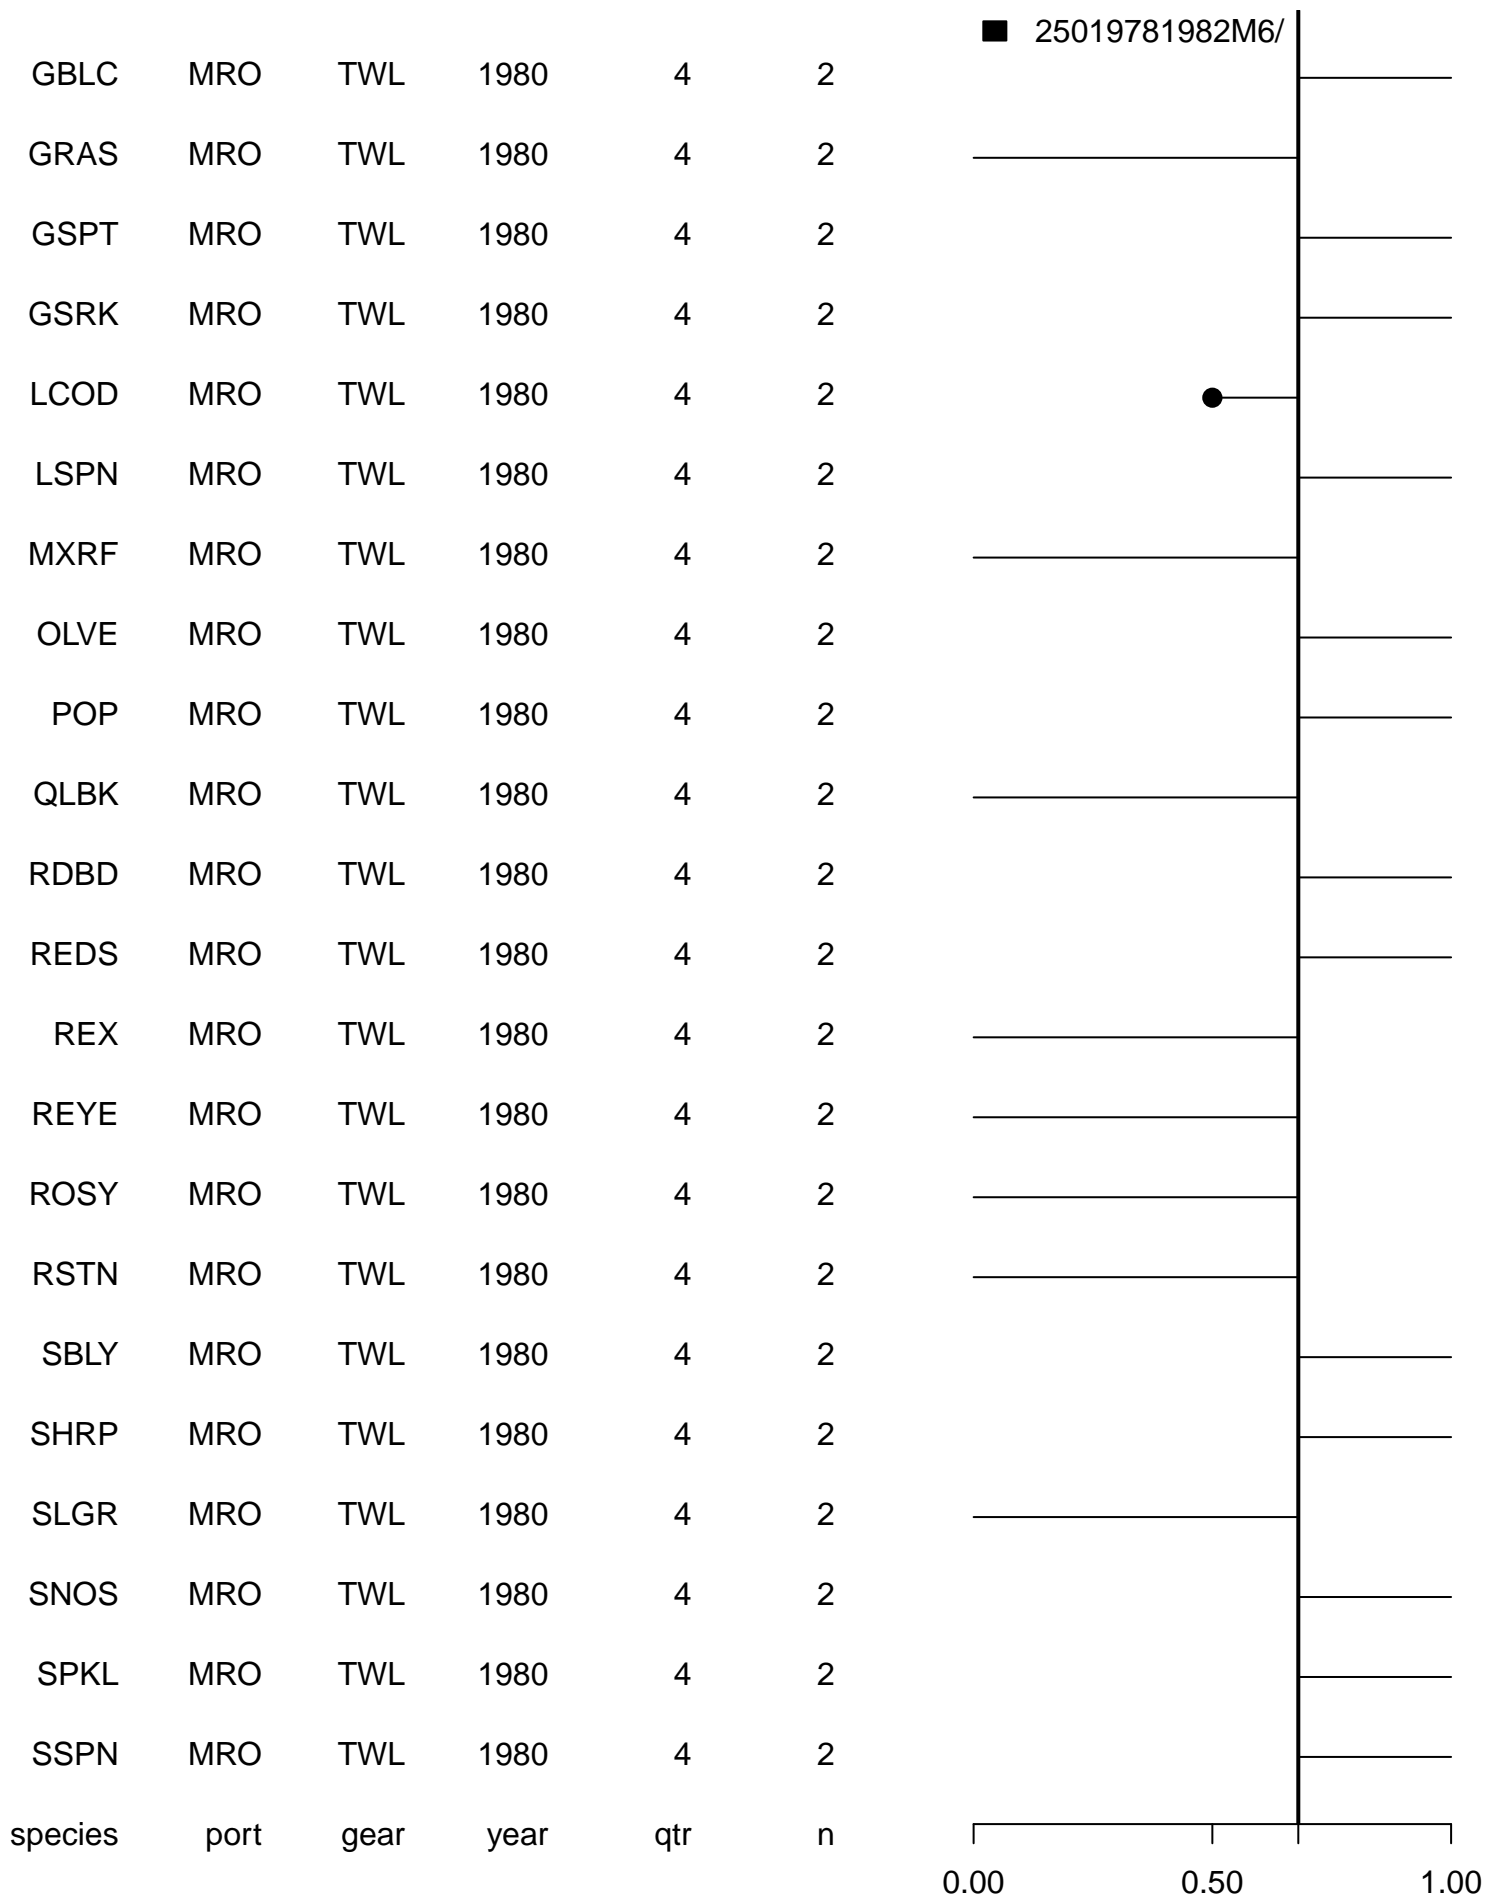 25019781982M6/
GBLC MRO TWL 1980 4 2
GRAS MRO TWL 1980 4 2
GSPT MRO TWL 1980 4 2
GSRK MRO TWL 1980 4 2
LCOD MRO TWL 1980 4 2
LSPN MRO TWL 1980 4 2
MXRF MRO TWL 1980 4 2
OLVE MRO TWL 1980 4 2
POP MRO TWL 1980 4 2
QLBK MRO TWL 1980 4 2
RDBD MRO TWL 1980 4 2
REDS MRO TWL 1980 4 2
REX MRO TWL 1980 4 2
REYE MRO TWL 1980 4 2
ROSY MRO TWL 1980 4 2
RSTN MRO TWL 1980 4 2
SBLY MRO TWL 1980 4 2
SHRP MRO TWL 1980 4 2
SLGR MRO TWL 1980 4 2
SNOS MRO TWL 1980 4 2
SPKL MRO TWL 1980 4 2
SSPN MRO TWL 1980 4 2
species port gear year qtr n
0.00 0.50 1.00